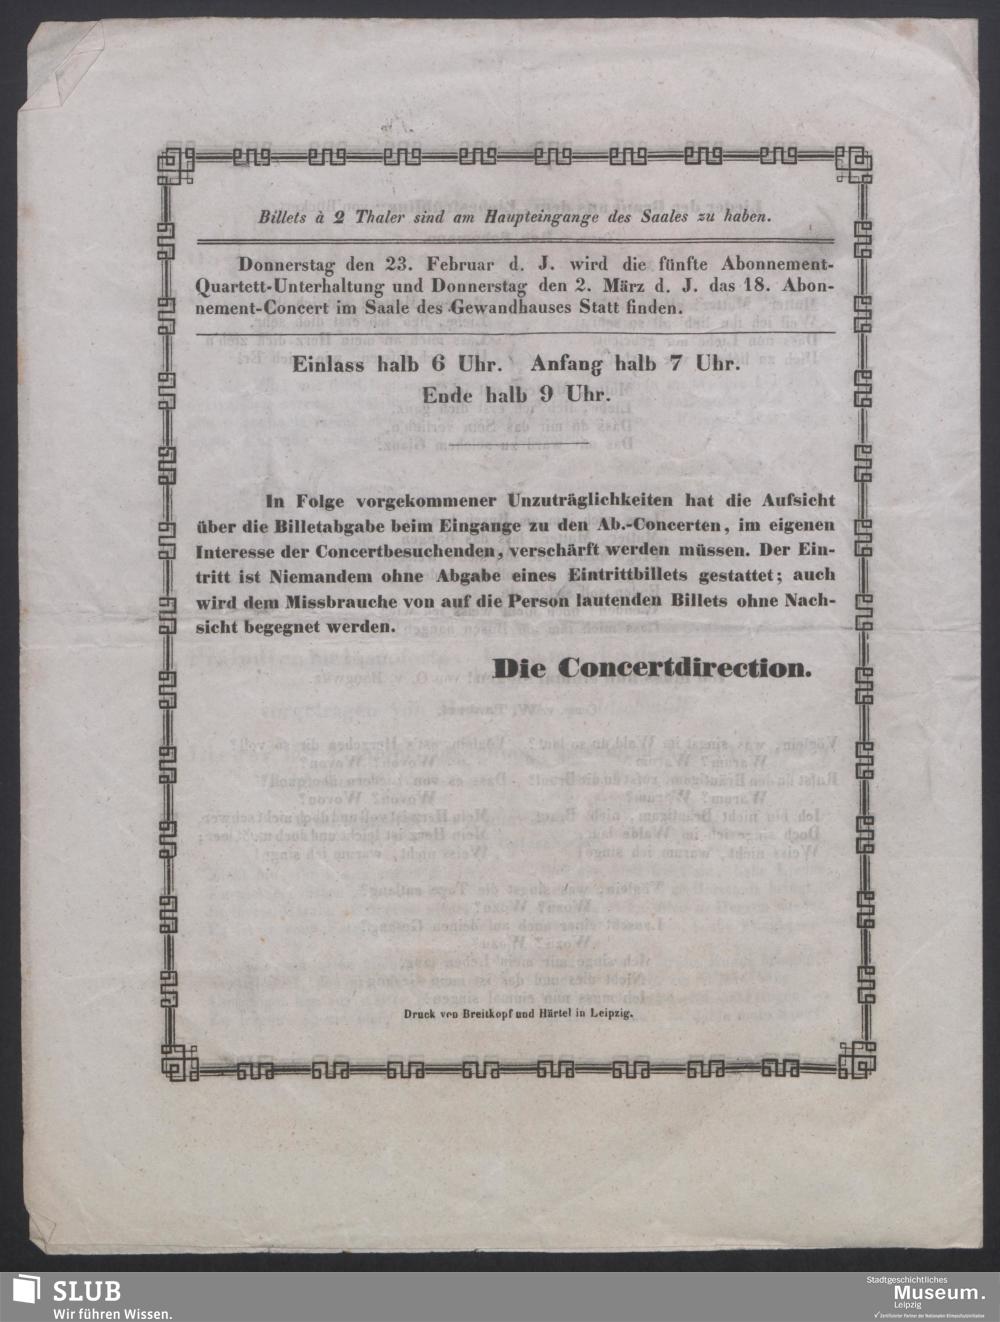 Billets à 2 Thaler sind am Haupteingange des Saales zu haben.
Donnerstag den 23. Februar d. J. wird die fünfte Abonnement-
Quartett-Unterhaltung und Donnerstag den 2. März d. J. das 18. Abon-
nement-Concert im Saale des Gewandhauses Statt finden.
Einlass halb 6 Uhr. Anfang halb 7 Uhr.
Ende halb 9 Uhr.
In Folge vorgekommener Unzuträglichkeiten hat die Aufsicht
über die Billetabgabe beim Eingange zu den Ab.-Concerten, im eigenen
Interesse der Concertbesuchenden, verschärft werden müssen. Der Ein-
tritt ist Niemandem ohne Abgabe eines Eintrittbillets gestattet; auch
wird dem Missbrauche von auf die Person lautenden Billets ohne Nach-
sicht begegnet werden.
Die Concertdirection.
Druck von Breitkopf und Härtel in Leipzig.
SLUB
Wir führen Wissen.
Stadtgeschichtliches
Museum.
Leipzig
Zertifizierter Partner der Nationalen Klimaschutzinitiative